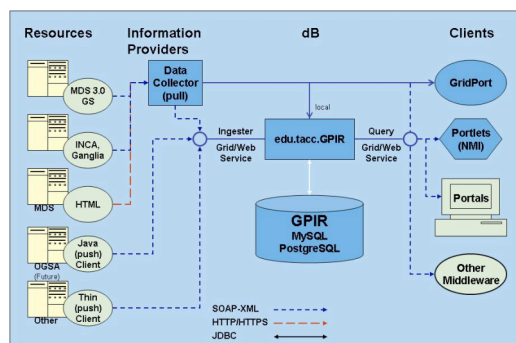 Resources
Information
Providers
dB
Clients
MDS 3.0
GS
Data
Collector
(pull)
GridPort
local
INCA,
Ganglia
Ingester
edu.tacc.GPIR
Query
Portlets
(NMI)
Grid/Web
Service
Grid/Web
Service
HTML
MDS
Portals
GPIR
MySQL
PostgreSQL
Java
(push)
Client
OGSA
(Future)
Other
Middleware
Thin
(push)
Client
Other
SOAP-XML
HTTP/HTTPS
JDBC